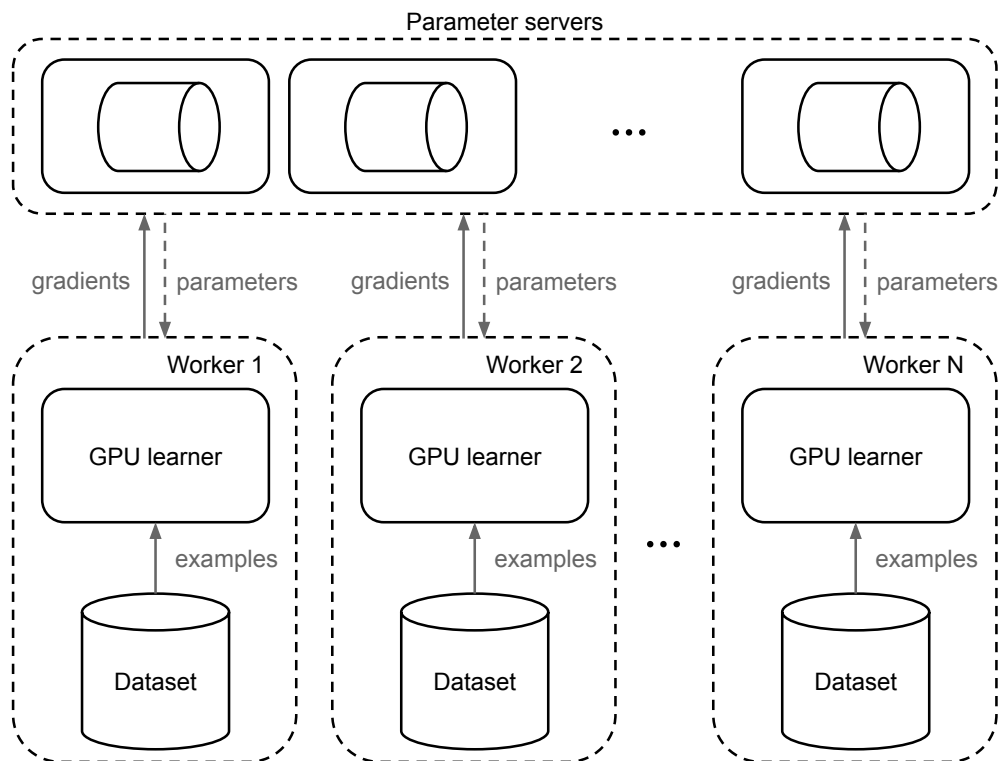 Parameter servers
...
gradients parameters gradients parameters gradients parameters
Worker 1 Worker 2 Worker N
GPU learner GPU learner GPU learner
...
examples examples examples
Dataset Dataset Dataset